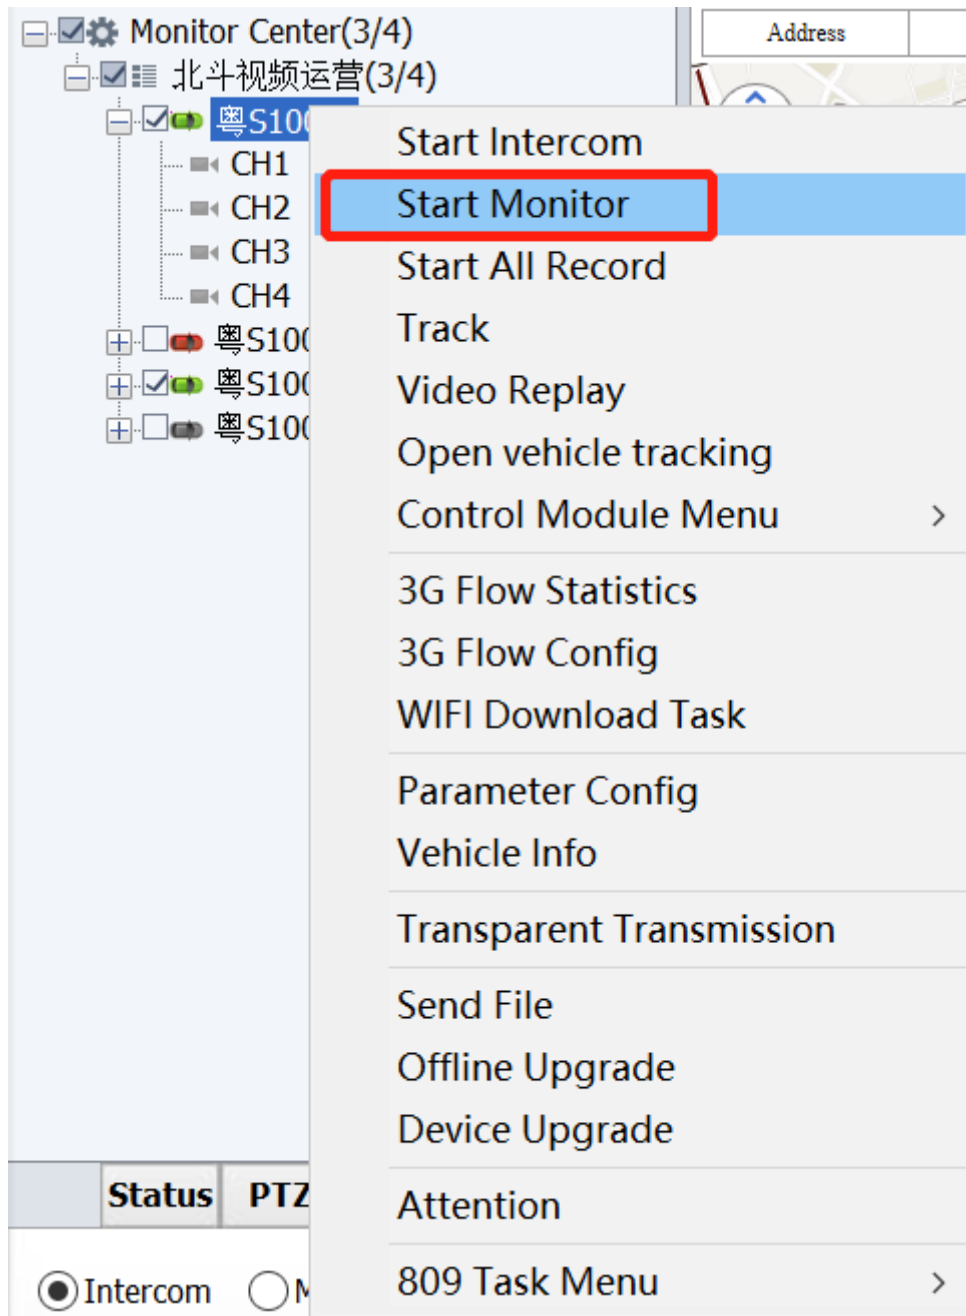 Monitor Center(3/4)
北斗视频运营(3/4)
粤S100
CH1
CH2
CH3
CH4
粤S100
粤S100
粤S100
Address
Start Intercom
Start Monitor
Start All Record
Track
Video Replay
Open vehicle tracking
Control Module Menu
3G Flow Statistics
3G Flow Config
WIFI Download Task
Parameter Config
Vehicle Info
Transparent Transmission
Send File
Offline Upgrade
Device Upgrade
Attention
809 Task Menu
Status PTZ
Intercom M